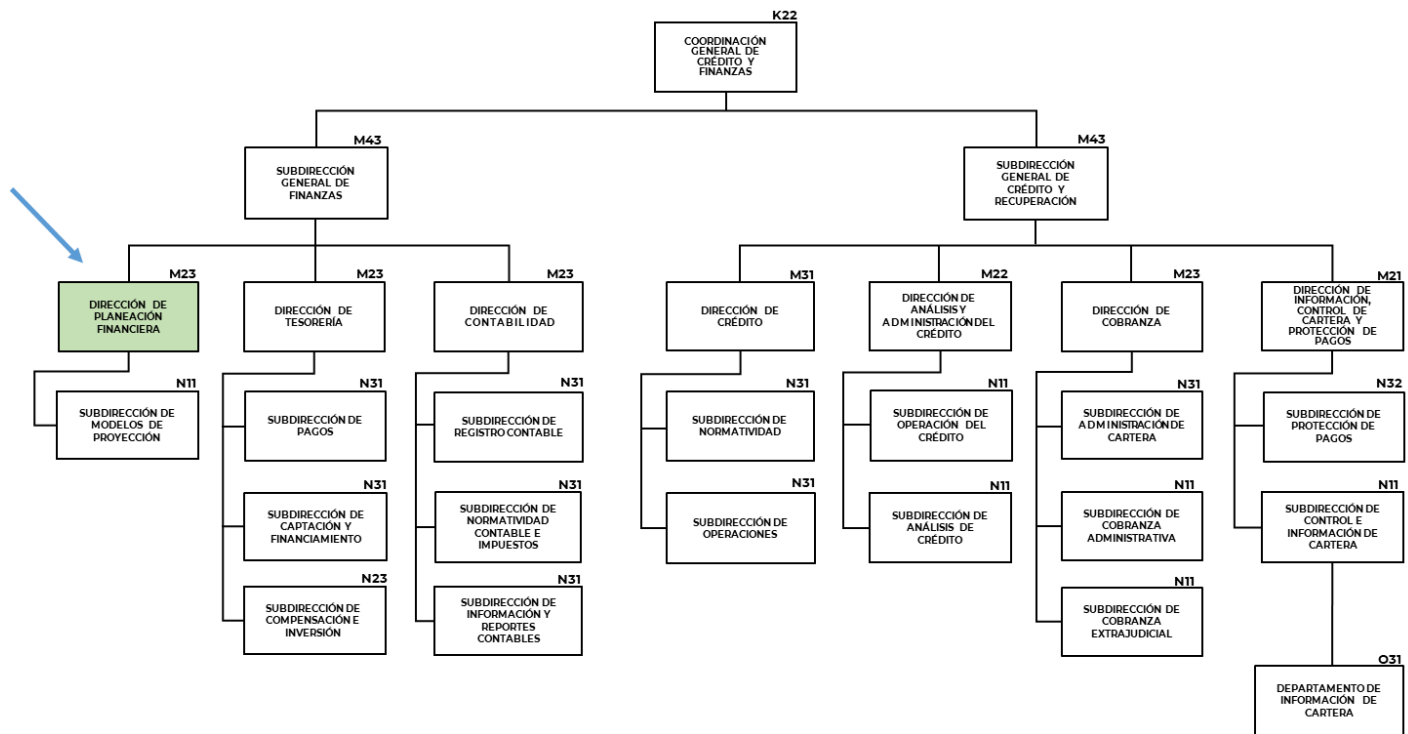 K22
COORDINACIÓN
GENERAL DE
CRÉDITO Y
FINANZAS
M43
SUBDIRECCIÓN
GENERAL DE
FINANZAS
M43
SUBDIRECCIÓN
GENERAL DE
CRÉDITO Y
RECUPERACIÓN
M23
DIRECCIÓN DE
PLANEACIÓN
FINANCIERA
M23
DIRECCIÓN DE
TESORERÍA
M23
DIRECCIÓN DE
CONTABILIDAD
M31
DIRECCIÓN DE
CRÉDITO
M22
DIRECCIÓN DE
ANÁLISIS Y
ADMINISTRACIÓN DEL
CRÉDITO
M23
DIRECCIÓN DE
COBRANZA
M21
DIRECCIÓN DE
INFORMACIÓN,
CONTROL DE
CARTERA Y
PROTECCIÓN DE
PAGOS
N11
SUBDIRECCIÓN DE
MODELOS DE
PROYECCIÓN
N31
SUBDIRECCIÓN DE
PAGOS
N31
SUBDIRECCIÓN DE
REGISTRO CONTABLE
N31
SUBDIRECCIÓN DE
NORMATIVIDAD
N11
SUBDIRECCIÓN DE
OPERACIÓN DEL
CRÉDITO
N31
SUBDIRECCIÓN DE
ADMINISTRACIÓN DE
CARTERA
N32
SUBDIRECCIÓN DE
PROTECCIÓN DE
PAGOS
N31
SUBDIRECCIÓN DE
CAPTACIÓN Y
FINANCIAMIENTO
N31
SUBDIRECCIÓN DE
NORMATIVIDAD
CONTABLE E
IMPUESTOS
N31
SUBDIRECCIÓN DE
OPERACIONES
N11
SUBDIRECCIÓN DE
ANÁLISIS DE
CRÉDITO
N11
SUBDIRECCIÓN DE
COBRANZA
ADMINISTRATIVA
N11
SUBDIRECCIÓN DE
CONTROL E
INFORMACIÓN DE
CARTERA
N23
SUBDIRECCIÓN DE
COMPENSACIÓN E
INVERSIÓN
N31
SUBDIRECCIÓN DE
INFORMACIÓN Y
REPORTES
CONTABLES
N11
SUBDIRECCIÓN DE
COBRANZA
EXTRAJUDICIAL
O31
DEPARTAMENTO DE
INFORMACIÓN DE
CARTERA